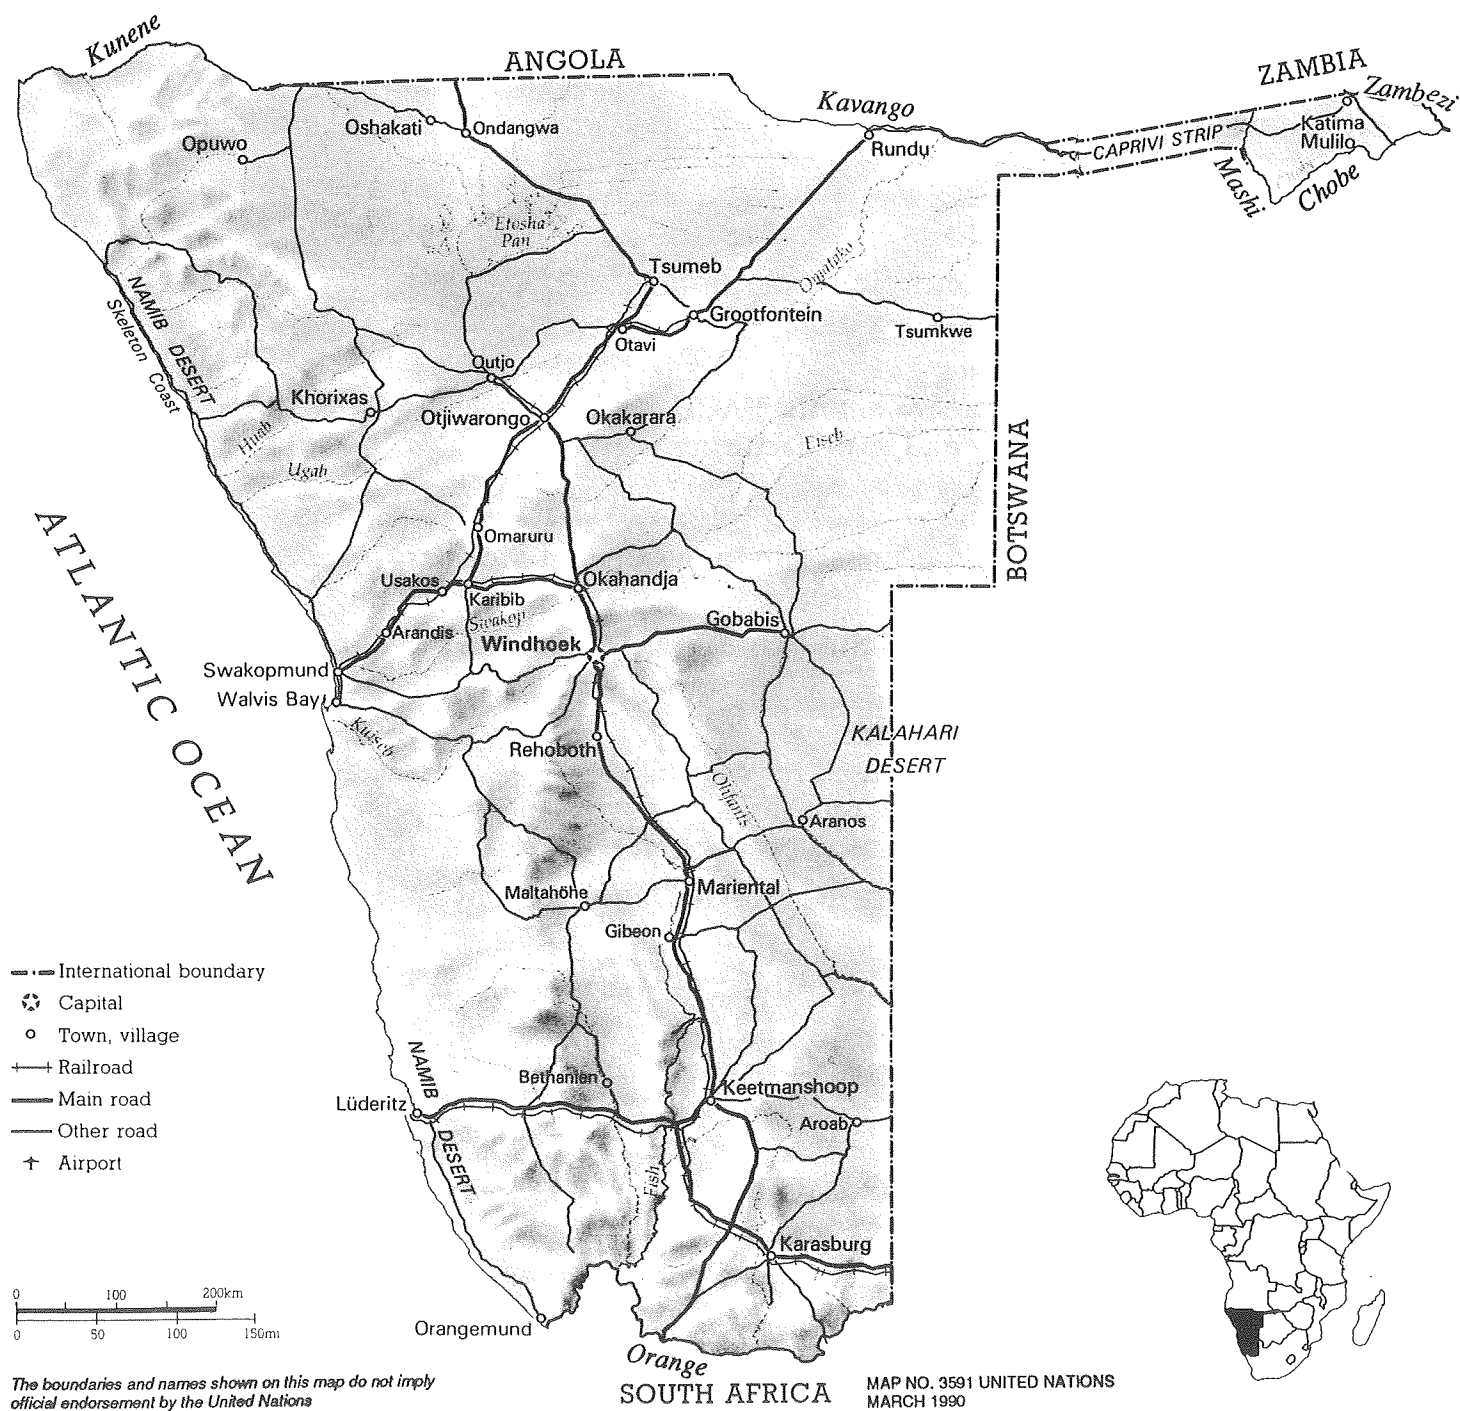 Kunene
ANGOLA
ZAMBIA
Zambezi
Kavango
Oshakati
Ondangwa
Opuwo
Rundu
CAPRIVI STRIP
Katima
Mulilo
Mashi
Chobe
Etosha
Pan
Omatako
Tsumeb
Grootfontein
Tsumkwe
Otavi
NAMIB DESERT
Skeleton Coast
Outjo
Khorixas
Otjiwarongo
Okakarara
Huab
Eiseb
Ugab
BOTSWANA
ATLANTIC OCEAN
Omaruru
Usakos
Okahandja
Karibib
Swakop
Arandis
Gobabis
Windhoek
Swakopmund
Walvis Bay
Kuiseb
Rehoboth
KALAHARI
DESERT
Olifants
Aranos
Maltahöhe
Mariental
Gibeon
International boundary
Capital
Town, village
Railroad
Main road
Other road
Airport
NAMIB
DESERT
Bethanien
Keetmanshoop
Lüderitz
Aroab
Fish
Karasburg
0 100 200km
0 50 100 150mi
Orangemund
Orange
SOUTH AFRICA
The boundaries and names shown on this map do not imply
official endorsement by the United Nations
MAP NO. 3591 UNITED NATIONS
MARCH 1990